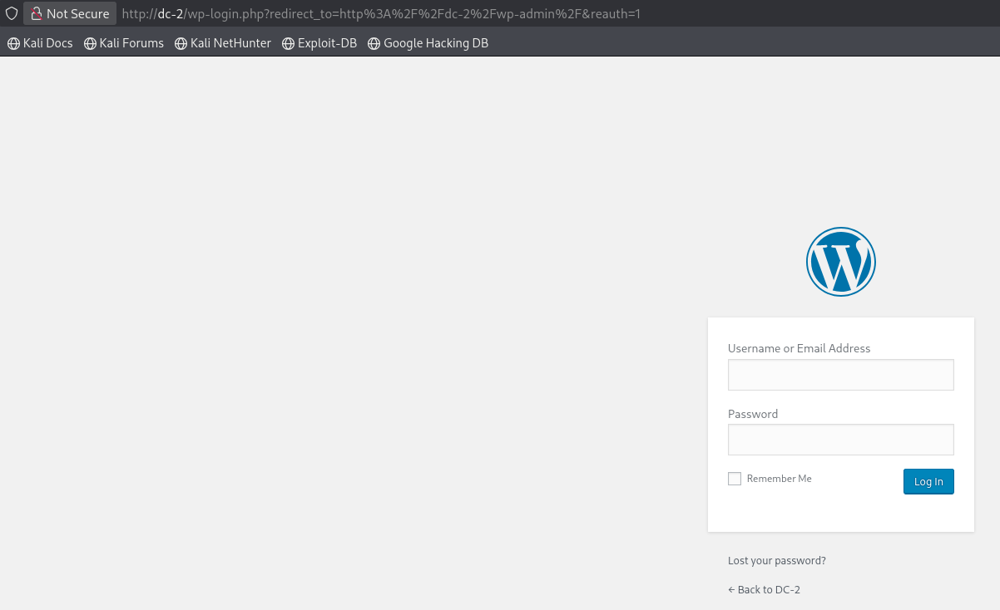 Not Secure http://dc-2/wp-login.php?redirect_to=http%3A%2F%2Fdc-2%2Fwp-admin%2F&reauth=1
Kali Docs Kali Forums Kali NetHunter Exploit-DB Google Hacking DB
Username or Email Address
Password
Remember Me Log In
Lost your password?
← Back to DC-2